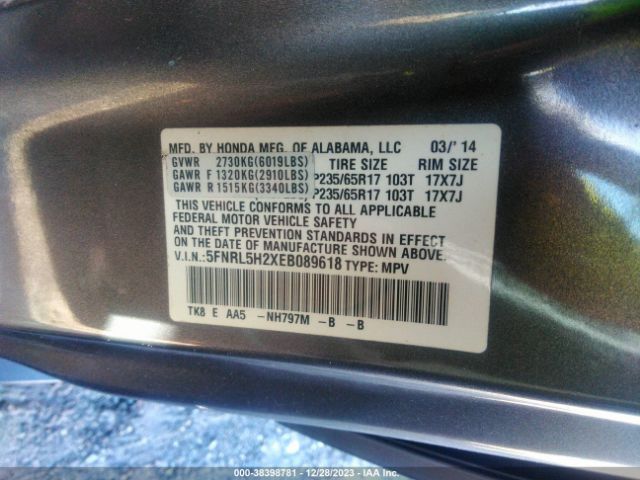 MFD. BY HONDA MFG. OF ALABAMA, LLC 03/'14
GVWR 2730KG(6019LBS) TIRE SIZE RIM SIZE
GAWR F 1320KG(2910LBS) P235/65R17 103T 17X7J
GAWR R 1515KG(3340LBS) P235/65R17 103T 17X7J
THIS VEHICLE CONFORMS TO ALL APPLICABLE
FEDERAL MOTOR VEHICLE SAFETY
AND THEFT PREVENTION STANDARDS IN EFFECT
ON THE DATE OF MANUFACTURE SHOWN ABOVE.
V.I.N.:5FNRL5H2XEB089618 TYPE: MPV
TK8 E AA5 -NH797M -B -B
000-38398781 - 12/28/2023 - IAA Inc.